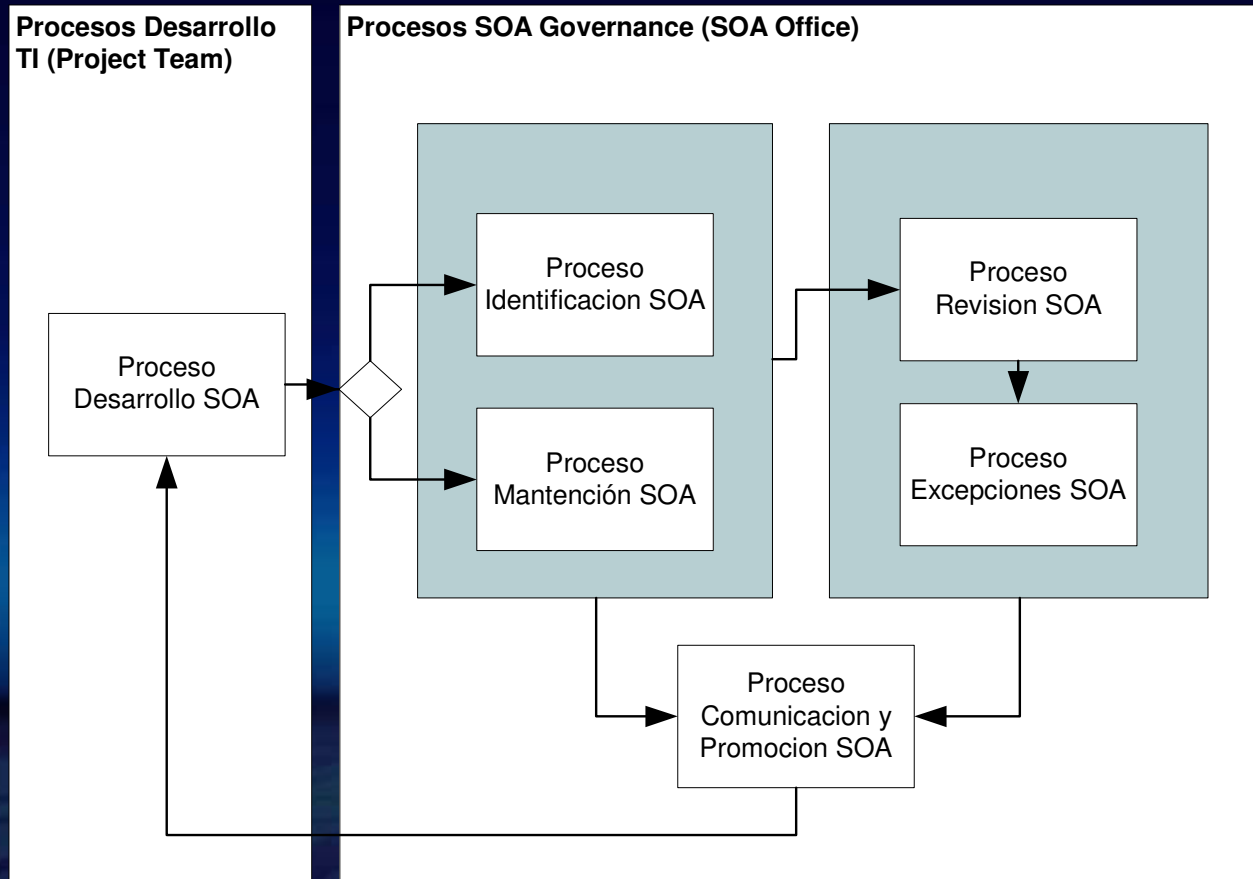 Procesos Desarrollo
TI (Project Team)
Procesos SOA Governance (SOA Office)
Proceso
Identificacion SOA
Proceso
Revision SOA
Proceso
Desarrollo SOA
Proceso
Mantención SOA
Proceso
Excepciones SOA
Proceso
Comunicacion y
Promocion SOA